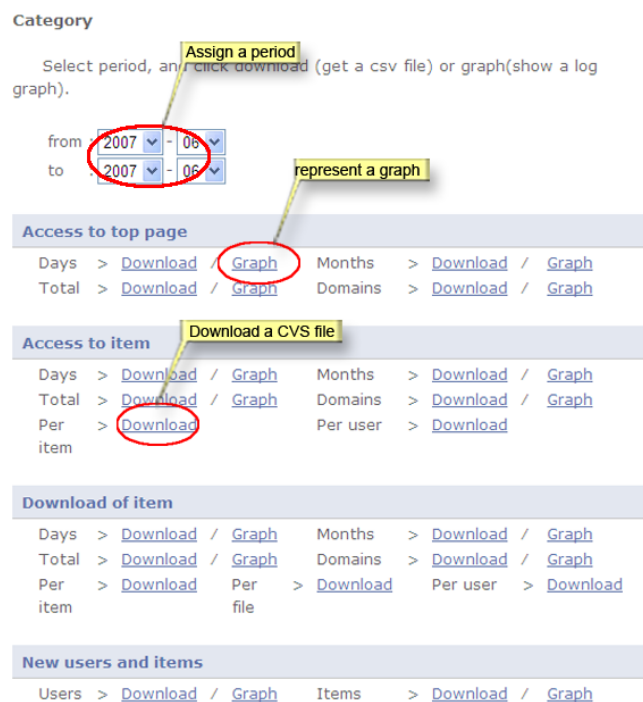 Category
Assign a period
Select period, and click download (get a csv file) or graph(show a log
graph).
from : 2007 - 06
to : 2007 - 06
represent a graph
Access to top page
Days > Download / Graph Months > Download / Graph
Total > Download / Graph Domains > Download / Graph
Download a CVS file
Access to item
Days > Download / Graph Months > Download / Graph
Total > Download / Graph Domains > Download / Graph
Per > Download Per user > Download
item
Download of item
Days > Download / Graph Months > Download / Graph
Total > Download / Graph Domains > Download / Graph
Per > Download Per > Download Per user > Download
item file
New users and items
Users > Download / Graph Items > Download / Graph